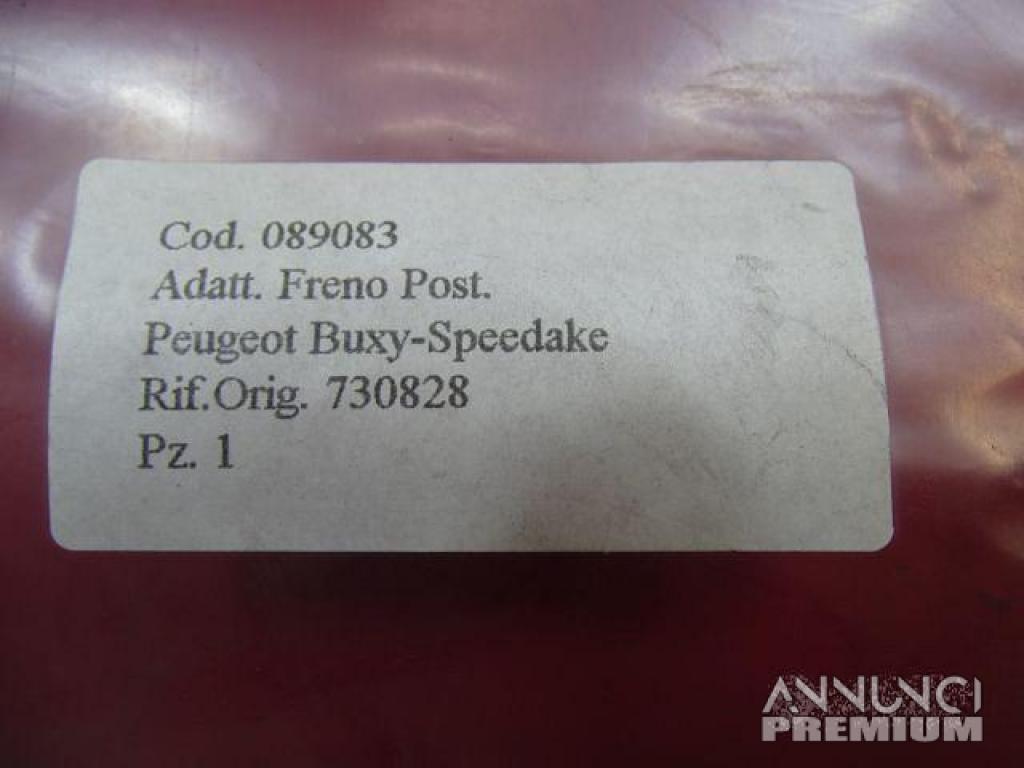 Cod. 089083
Adatt. Freno Post.
Peugeot Buxy-Speedake
Rif.Orig. 730828
Pz. 1
ANNUNCI
PREMIUM